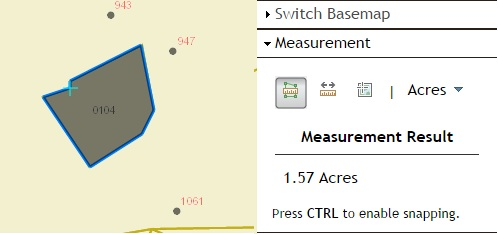 943
947
0104
1061
Switch Basemap
Measurement
| Acres
Measurement Result
1.57 Acres
Press CTRL to enable snapping.